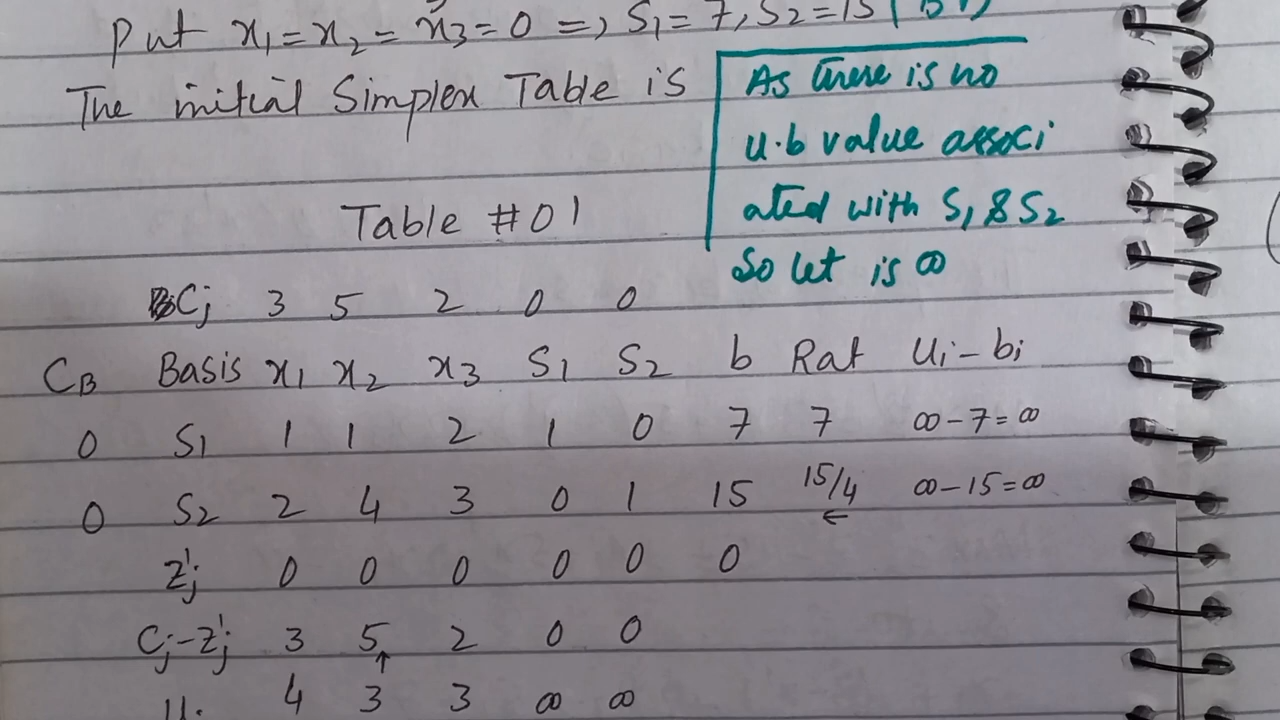 Put x₁ = x₂ = x₃ = 0 => S₁ = 7, S₂ = 15
The initial Simplex Table is
As there is no
u.b value associ
ated with S₁ & S₂
So let is ∞
Table #01
Cj 3 5 2 0 0
CB Basis x₁ x₂ x₃ S₁ S₂ b Rat Ui-bi
0 S₁ 1 1 2 1 0 7 7 ∞-7=∞
0 S₂ 2 4 3 0 1 15 15/4 ∞-15=∞
←
Zj 0 0 0 0 0 0
Cj-Zj 3 5 2 0 0
↑
4 3 3 ∞ ∞